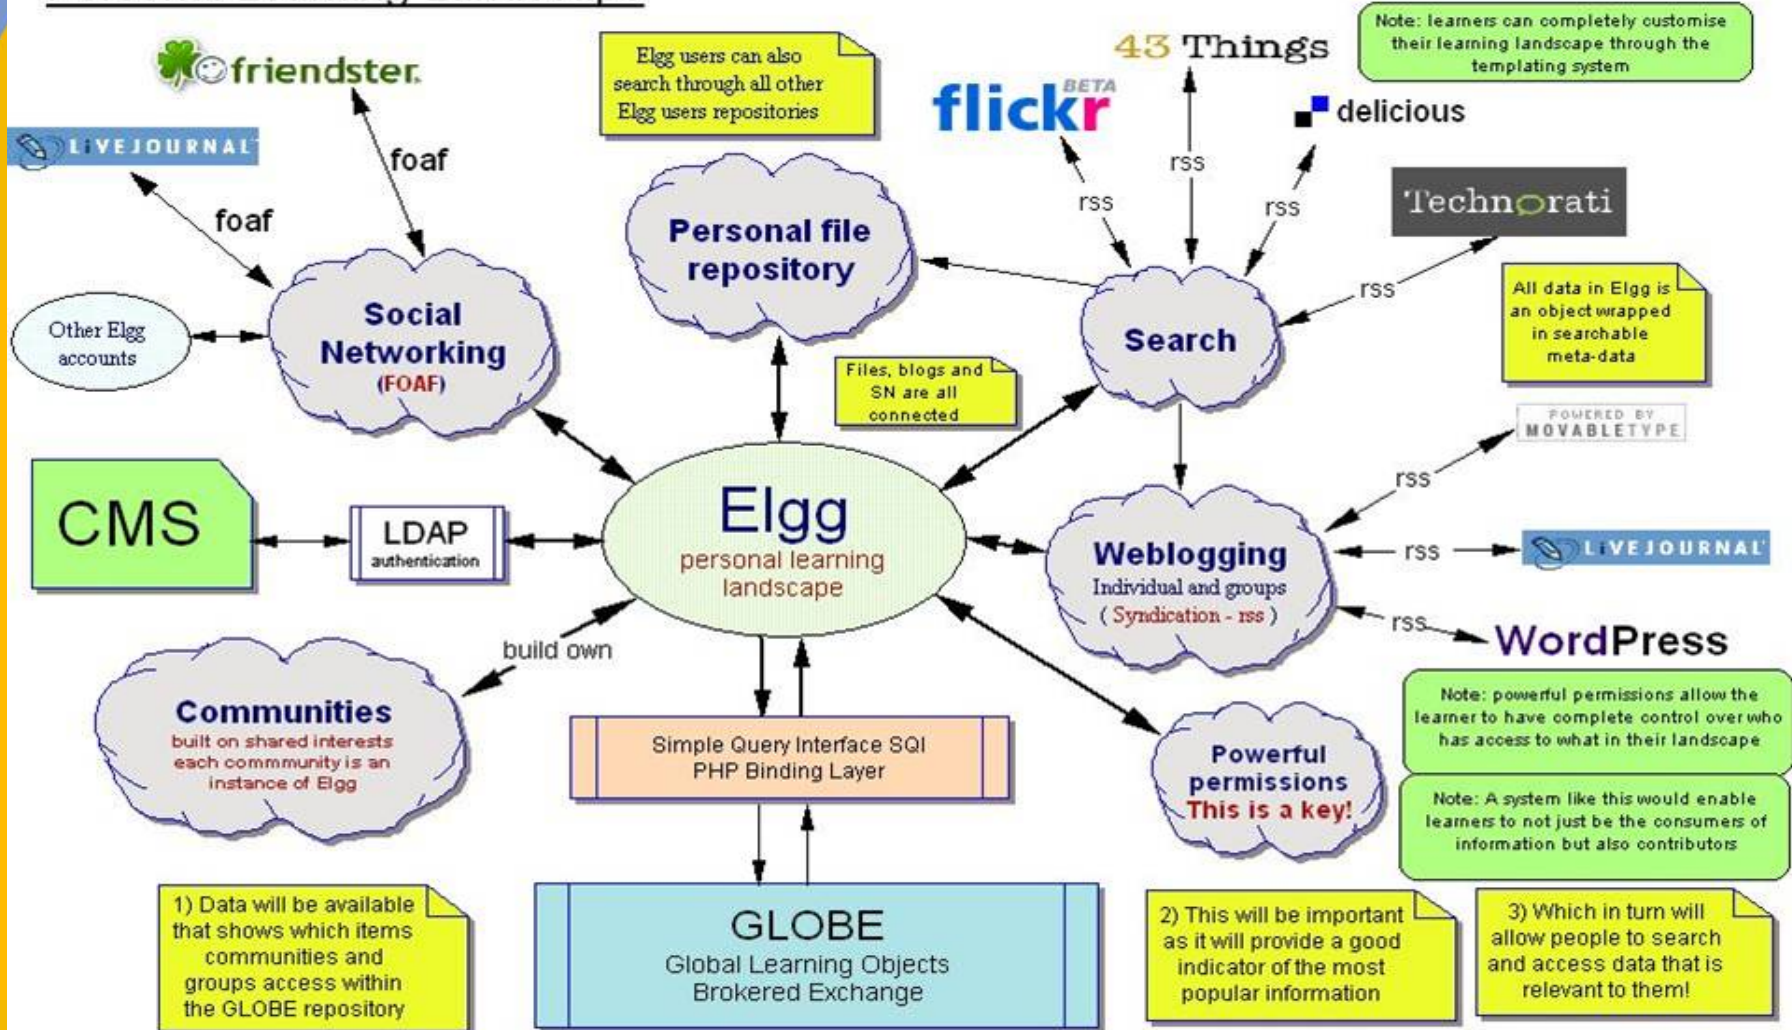 friendster.
LiVEJOURNAL
foaf
foaf
Other Elgg
accounts
Social
Networking
(FOAF)
Elgg users can also
search through all other
Elgg users repositories
Personal file
repository
Files, blogs and
SN are all
connected
flickr BETA
43 Things
delicious
Note: learners can completely customise
their learning landscape through the
templating system
rss
rss
rss
Technorati
rss
Search
All data in Elgg is
an object wrapped
in searchable
meta-data
POWERED BY
MOVABLETYPE
rss
CMS
LDAP
authentication
Elgg
personal learning
landscape
Weblogging
Individual and groups
( Syndication - rss )
rss
LiVEJOURNAL
rss
WordPress
build own
Communities
built on shared interests
each commmunity is an
instance of Elgg
Simple Query Interface SQI
PHP Binding Layer
Powerful
permissions
This is a key!
Note: powerful permissions allow the
learner to have complete control over who
has access to what in their landscape
Note: A system like this would enable
learners to not just be the consumers of
information but also contributors
1) Data will be available
that shows which items
communities and
groups access within
the GLOBE repository
GLOBE
Global Learning Objects
Brokered Exchange
2) This will be important
as it will provide a good
indicator of the most
popular information
3) Which in turn will
allow people to search
and access data that is
relevant to them!